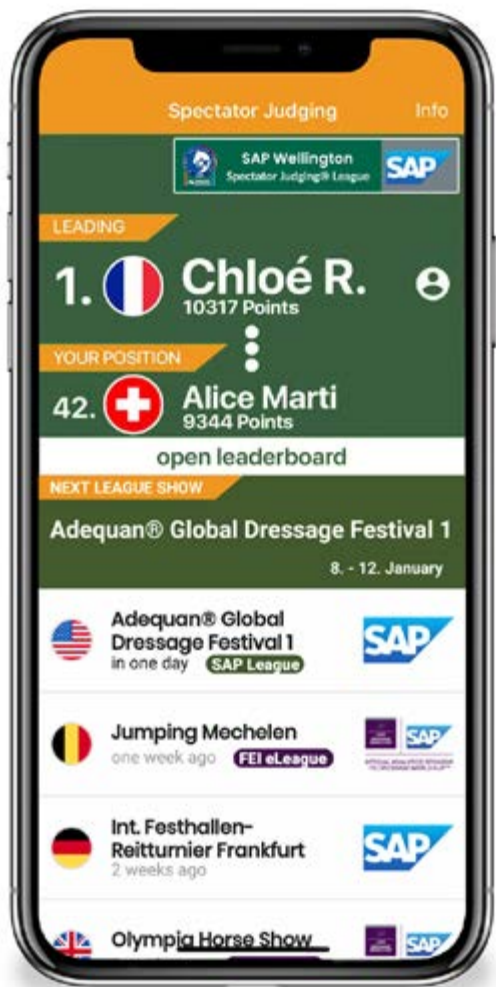 Spectator Judging
Info
SAP Wellington
Spectator Judging® League
SAP
LEADING
1.
Chloé R.
10317 Points
YOUR POSITION
42.
Alice Marti
9344 Points
open leaderboard
NEXT LEAGUE SHOW
Adequan® Global Dressage Festival 1
8. - 12. January
Adequan® Global
Dressage Festival 1
in one day
SAP League
SAP
Jumping Mechelen
one week ago
FEI eLeague
SAP
Int. Festhallen-
Reitturnier Frankfurt
2 weeks ago
SAP
Olympia Horse Show
SAP